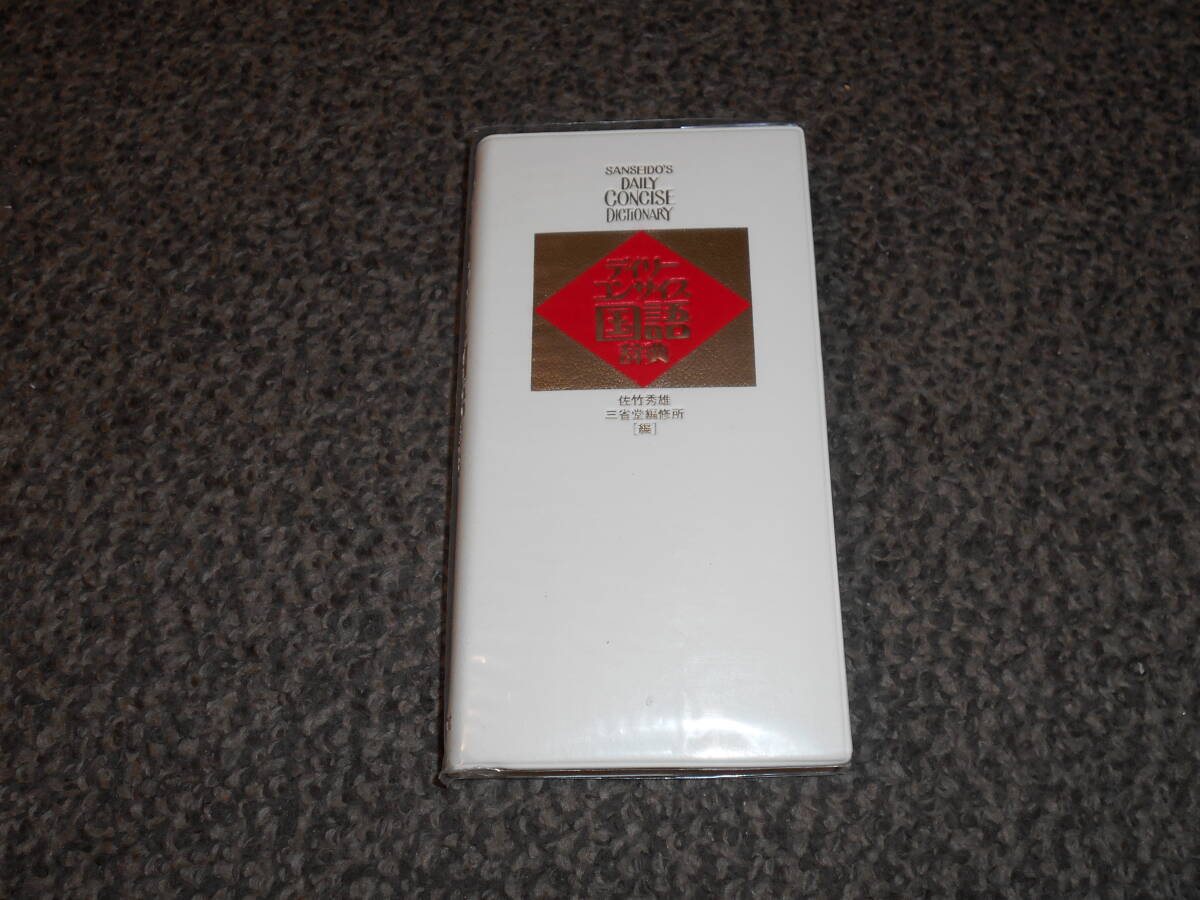 SANSEIDO'S
DAILY
CONCISE
DICTIONARY
デイリー
コンサイス
国語
辞典
佐竹秀雄
三省堂編修所
[編]